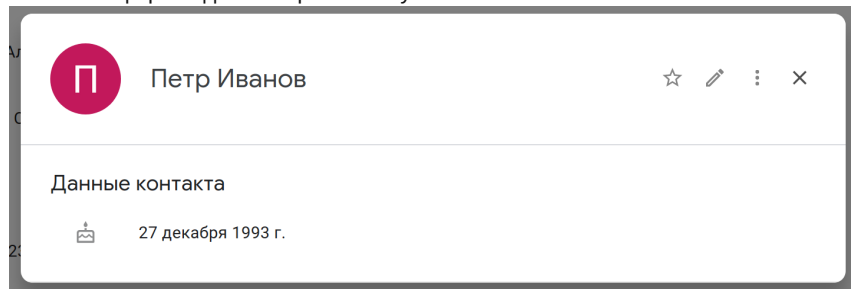 П
Петр Иванов
Данные контакта
27 декабря 1993 г.